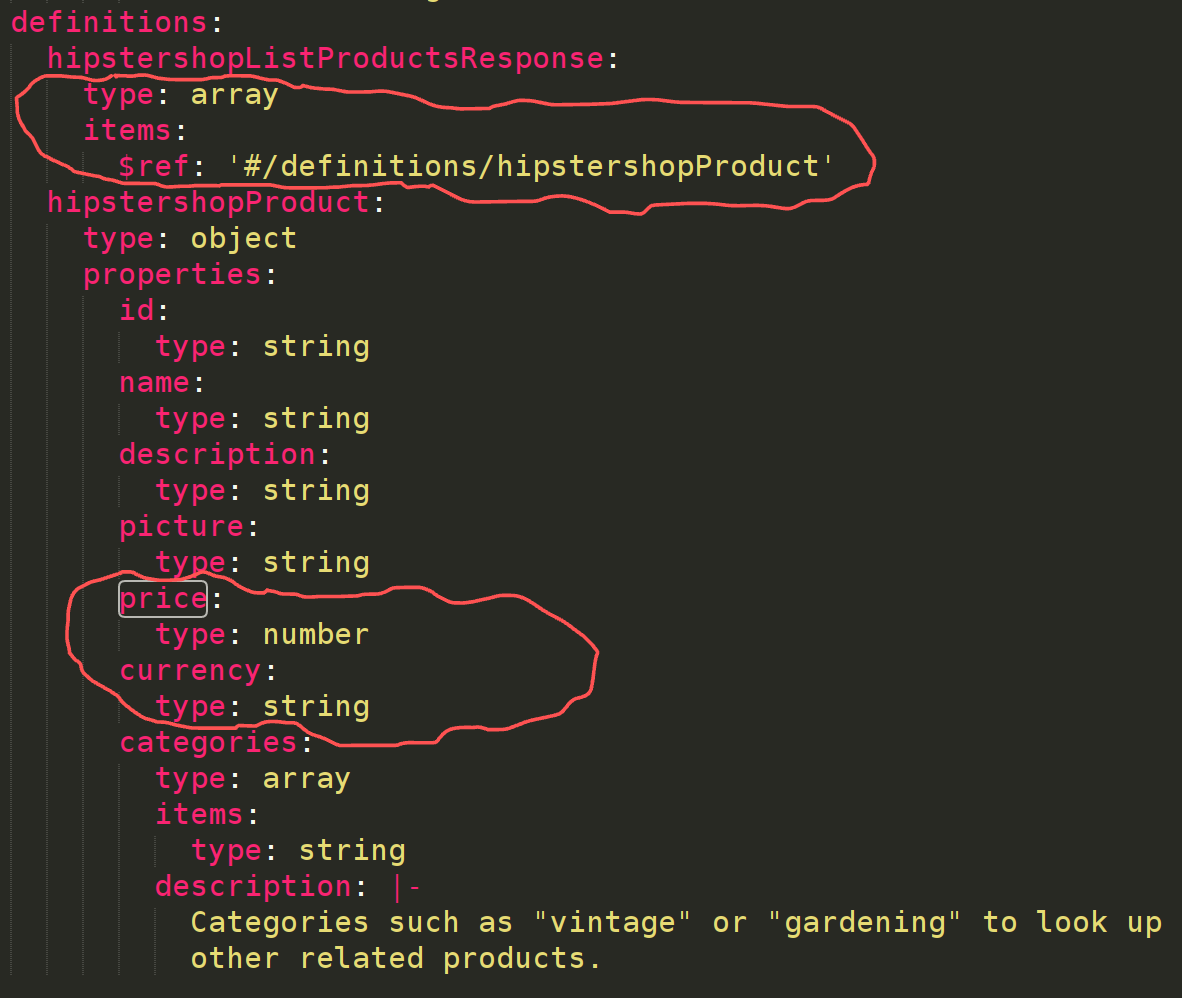 definitions:
  hipstershopListProductsResponse:
    type: array
    items:
      $ref: '#/definitions/hipstershopProduct'
  hipstershopProduct:
    type: object
    properties:
      id:
        type: string
      name:
        type: string
      description:
        type: string
      picture:
        type: string
      price:
        type: number
      currency:
        type: string
      categories:
        type: array
        items:
          type: string
        description: |-
          Categories such as "vintage" or "gardening" to look up
          other related products.